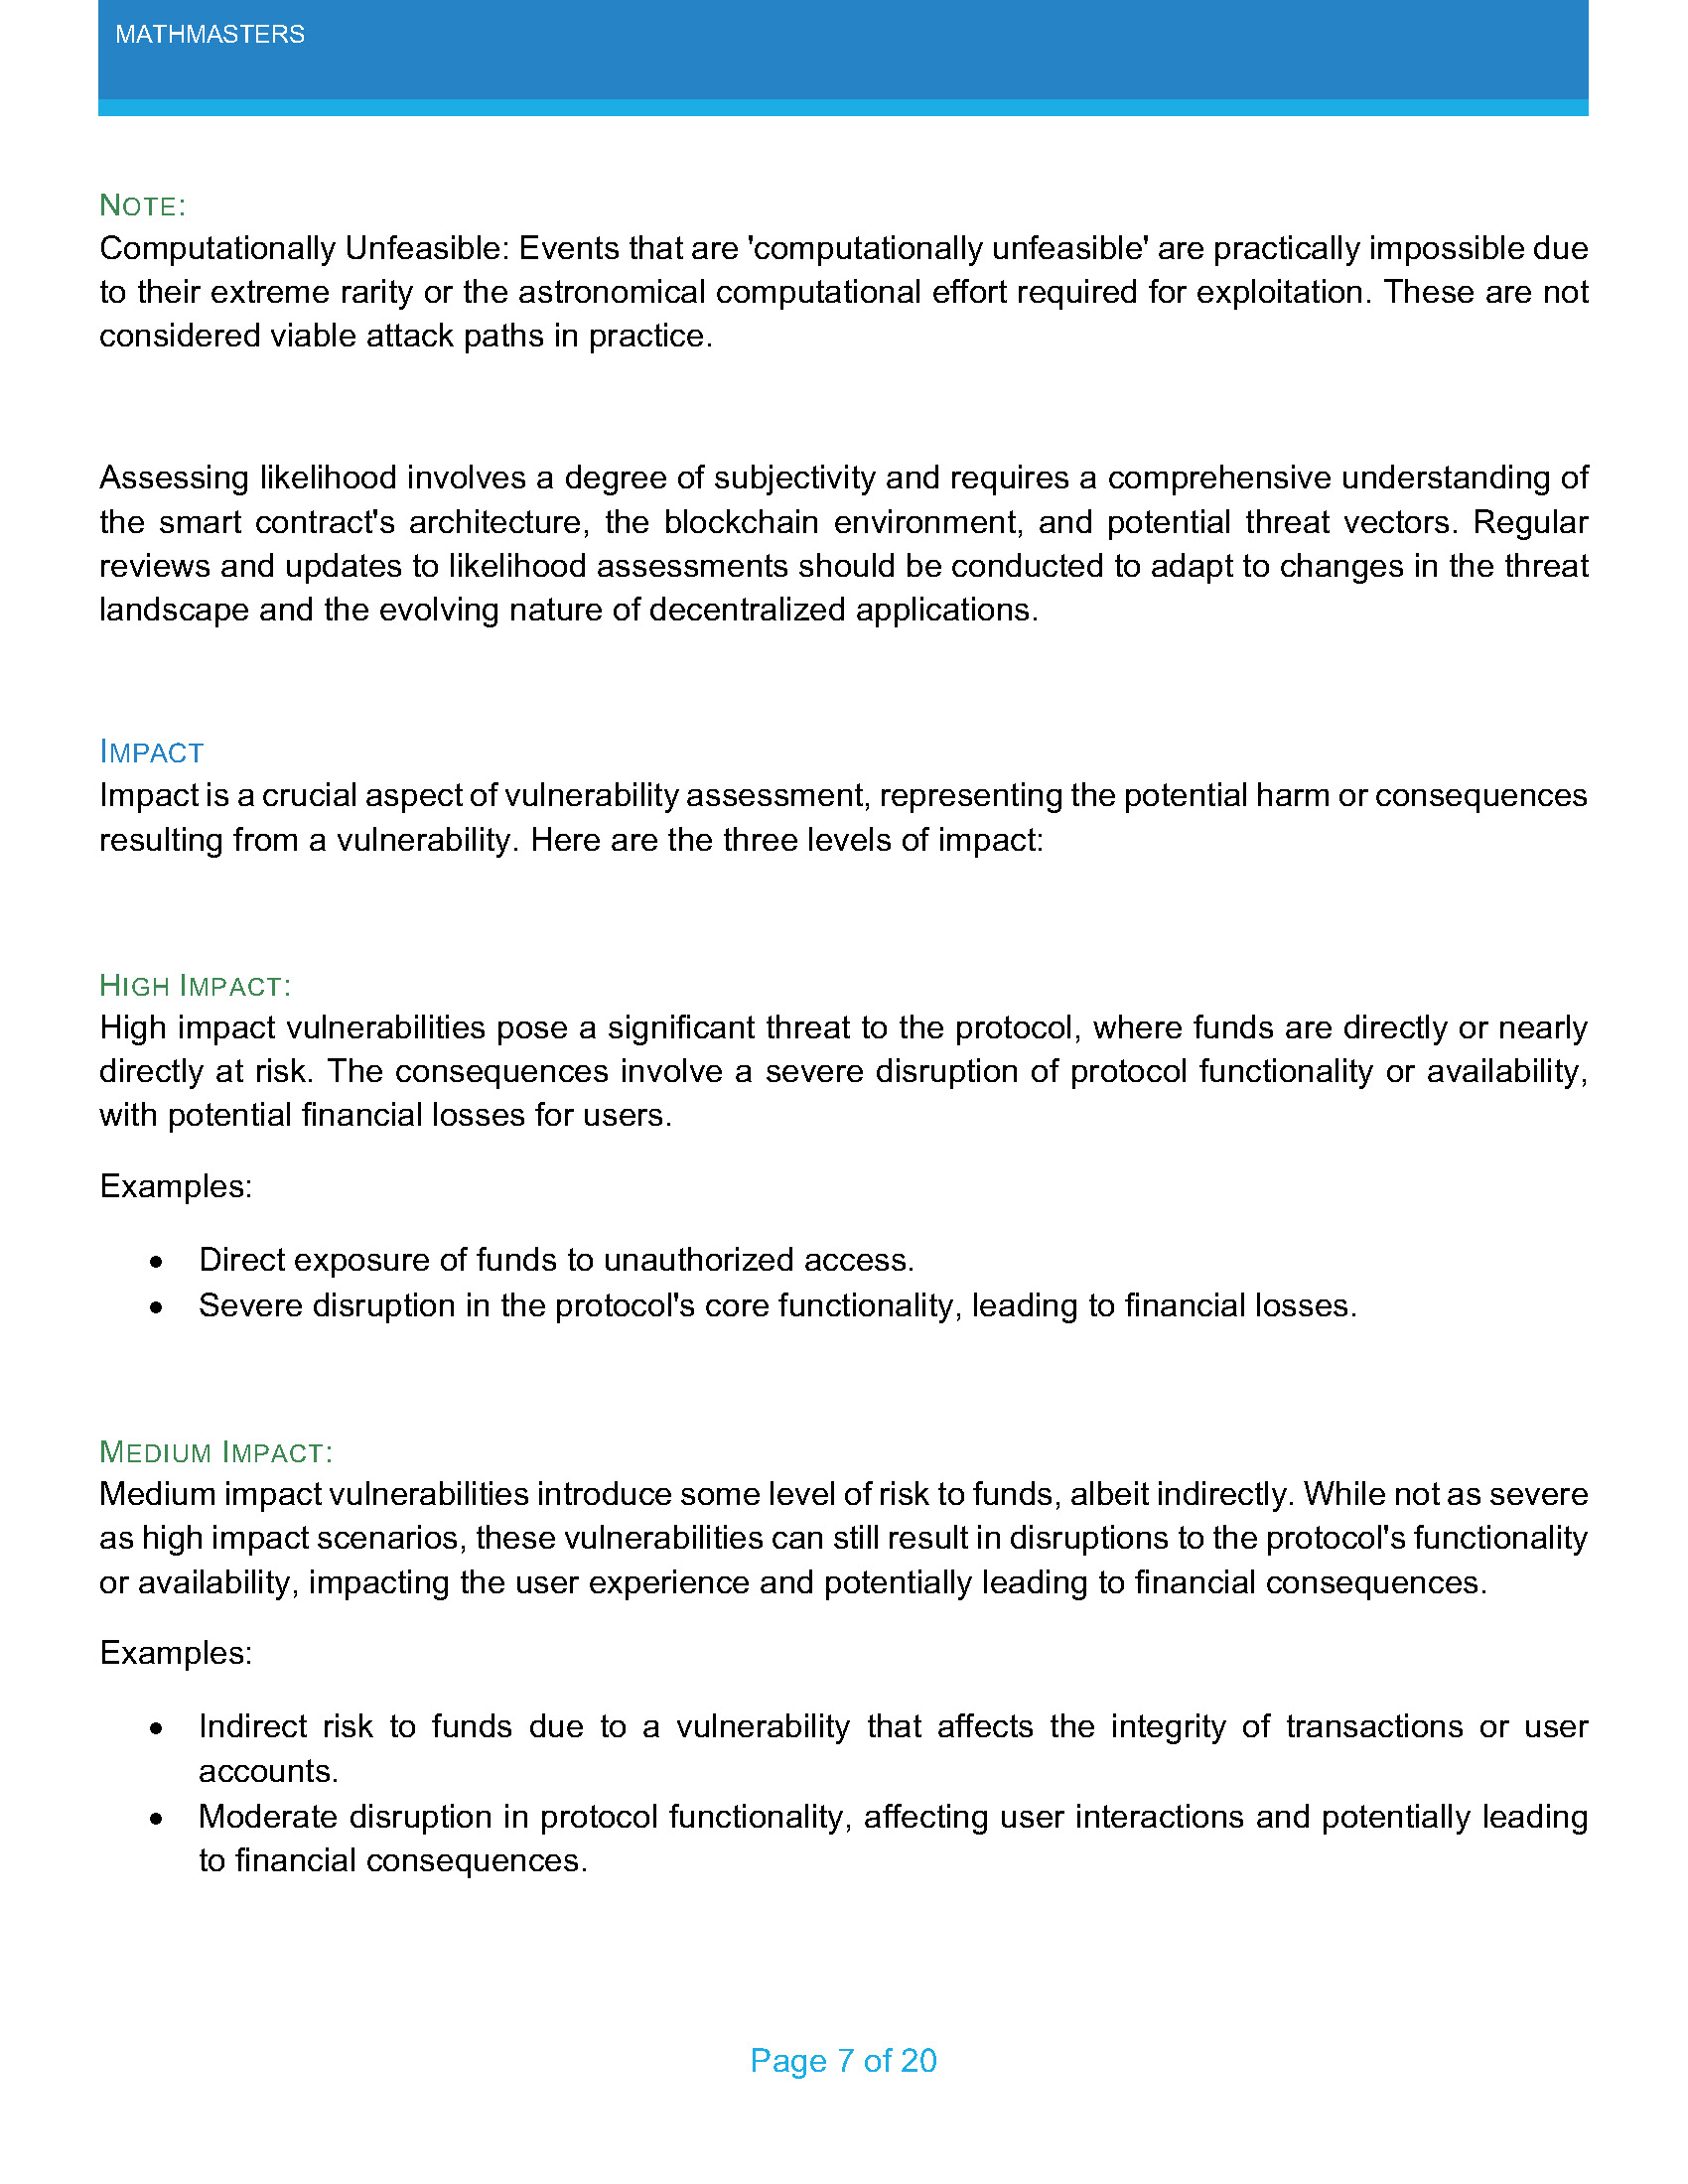 MATHMASTERS
NOTE:
Computationally Unfeasible: Events that are 'computationally unfeasible' are practically impossible due
to their extreme rarity or the astronomical computational effort required for exploitation. These are not
considered viable attack paths in practice.
Assessing likelihood involves a degree of subjectivity and requires a comprehensive understanding of
the smart contract's architecture, the blockchain environment, and potential threat vectors. Regular
reviews and updates to likelihood assessments should be conducted to adapt to changes in the threat
landscape and the evolving nature of decentralized applications.
IMPACT
Impact is a crucial aspect of vulnerability assessment, representing the potential harm or consequences
resulting from a vulnerability. Here are the three levels of impact:
HIGH IMPACT:
High impact vulnerabilities pose a significant threat to the protocol, where funds are directly or nearly
directly at risk. The consequences involve a severe disruption of protocol functionality or availability,
with potential financial losses for users.
Examples:
• Direct exposure of funds to unauthorized access.
• Severe disruption in the protocol's core functionality, leading to financial losses.
MEDIUM IMPACT:
Medium impact vulnerabilities introduce some level of risk to funds, albeit indirectly. While not as severe
as high impact scenarios, these vulnerabilities can still result in disruptions to the protocol's functionality
or availability, impacting the user experience and potentially leading to financial consequences.
Examples:
• Indirect risk to funds due to a vulnerability that affects the integrity of transactions or user
accounts.
• Moderate disruption in protocol functionality, affecting user interactions and potentially leading
to financial consequences.
Page 7 of 20